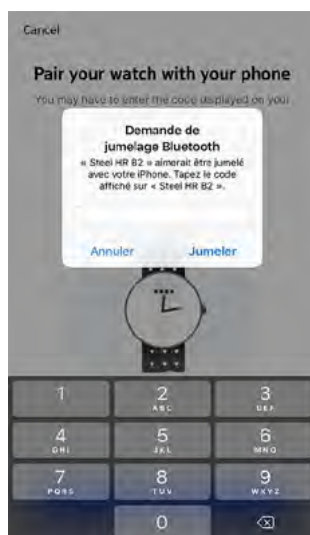 Cancel
Pair your watch with your phone
You may have to enter the code displayed on your
Demande de
jumelage Bluetooth
« Steel HR B2 » aimerait être jumelé
avec votre iPhone. Tapez le code
affiché sur « Steel HR B2 ».
Annuler Jumeler
1 2 3
ABC DEF
4 5 6
GHI JKL MNO
7 8 9
PQRS TUV WXYZ
0